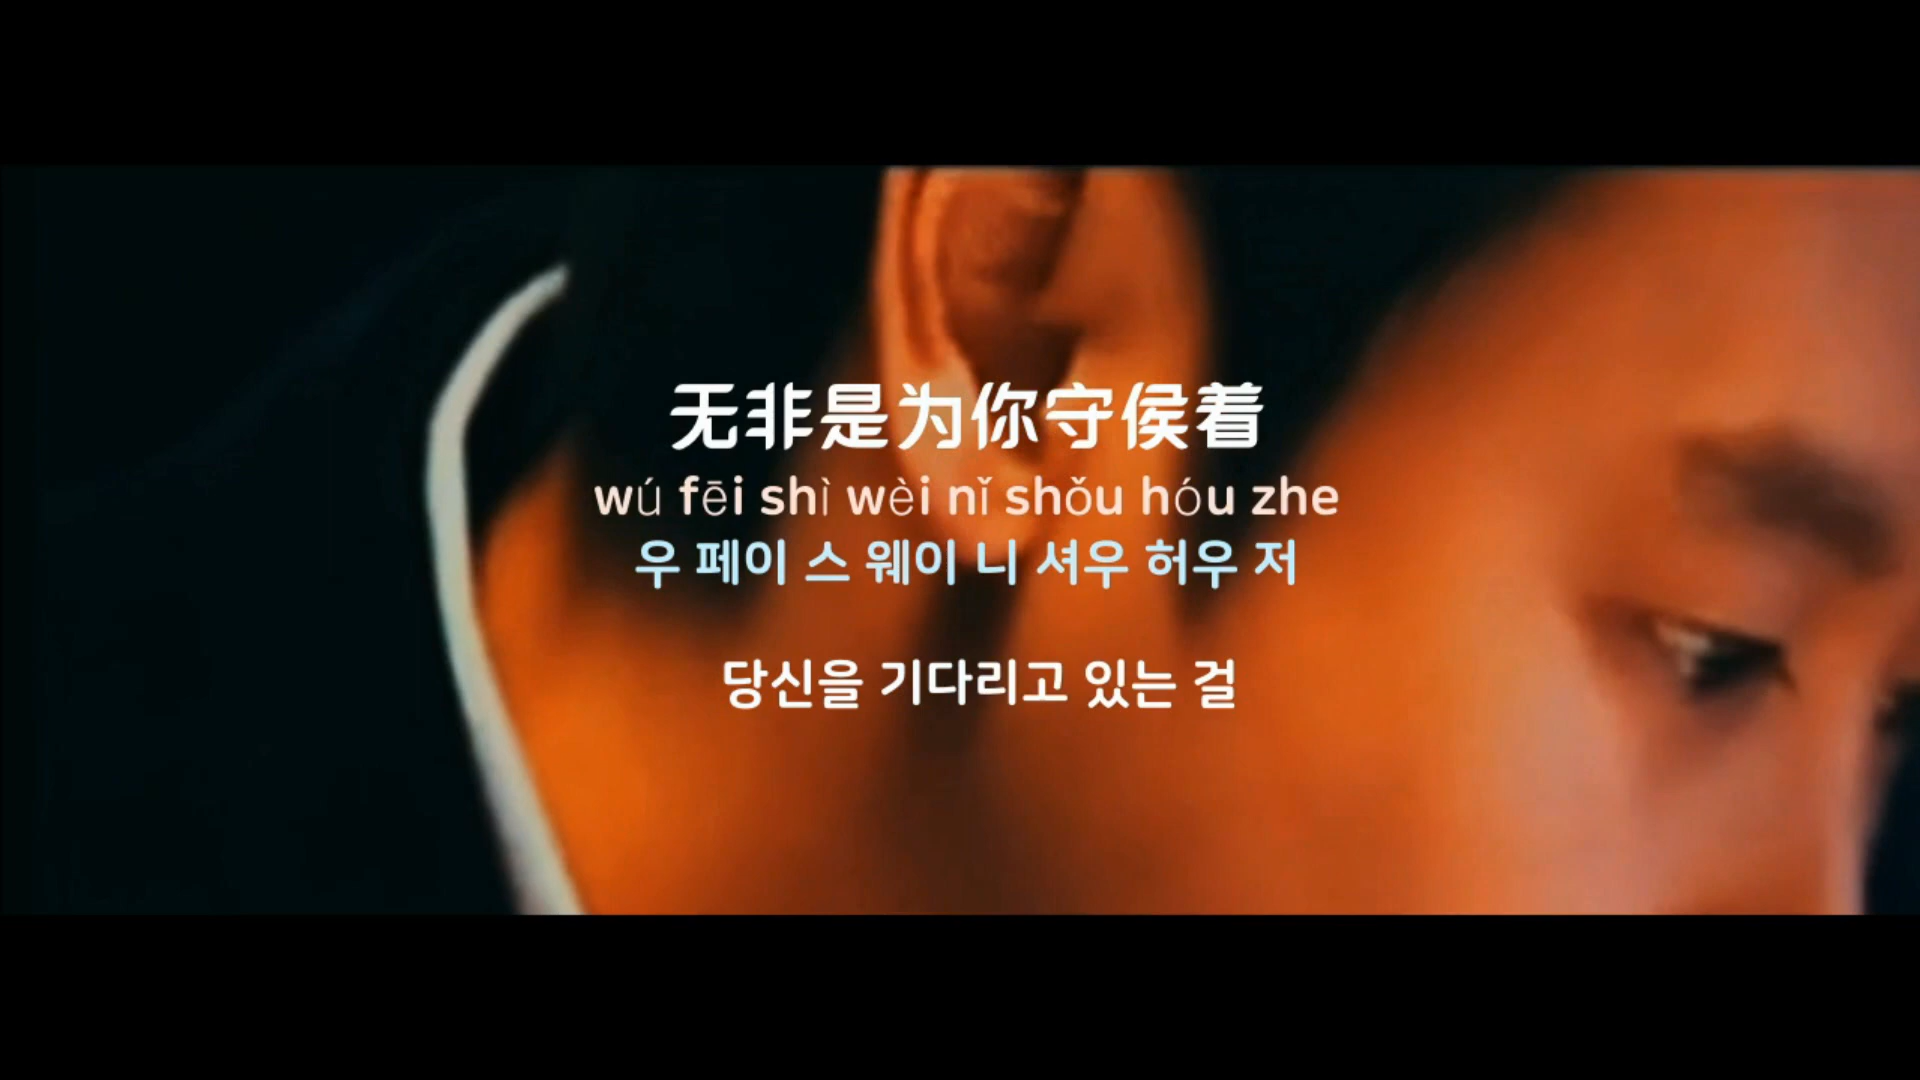 无非是为你守侯着
wú fēi shì wèi nǐ shǒu hóu zhe
우 페이 스 웨이 니 셔우 허우 저
당신을 기다리고 있는 걸